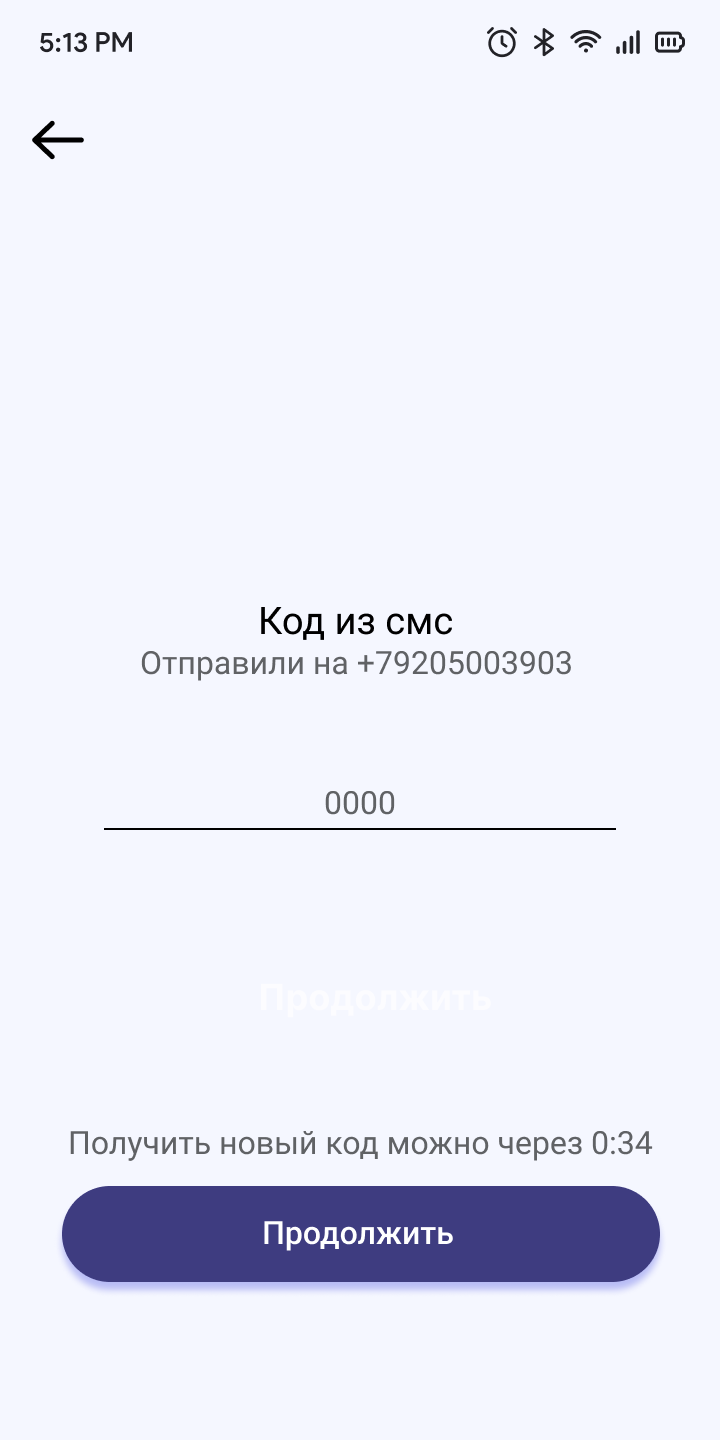 5:13 PM
Код из смс
Отправили на +79205003903
0000
Продолжить
Получить новый код можно через 0:34
Продолжить